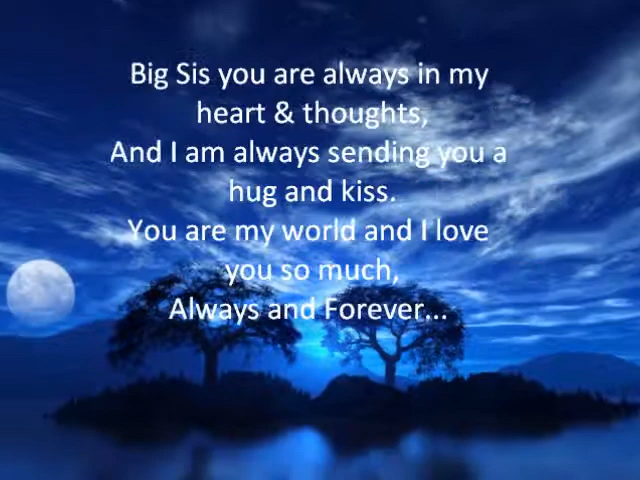 Big Sis you are always in my
heart & thoughts,
And I am always sending you a
hug and kiss.
You are my world and I love
you so much,
Always and Forever...